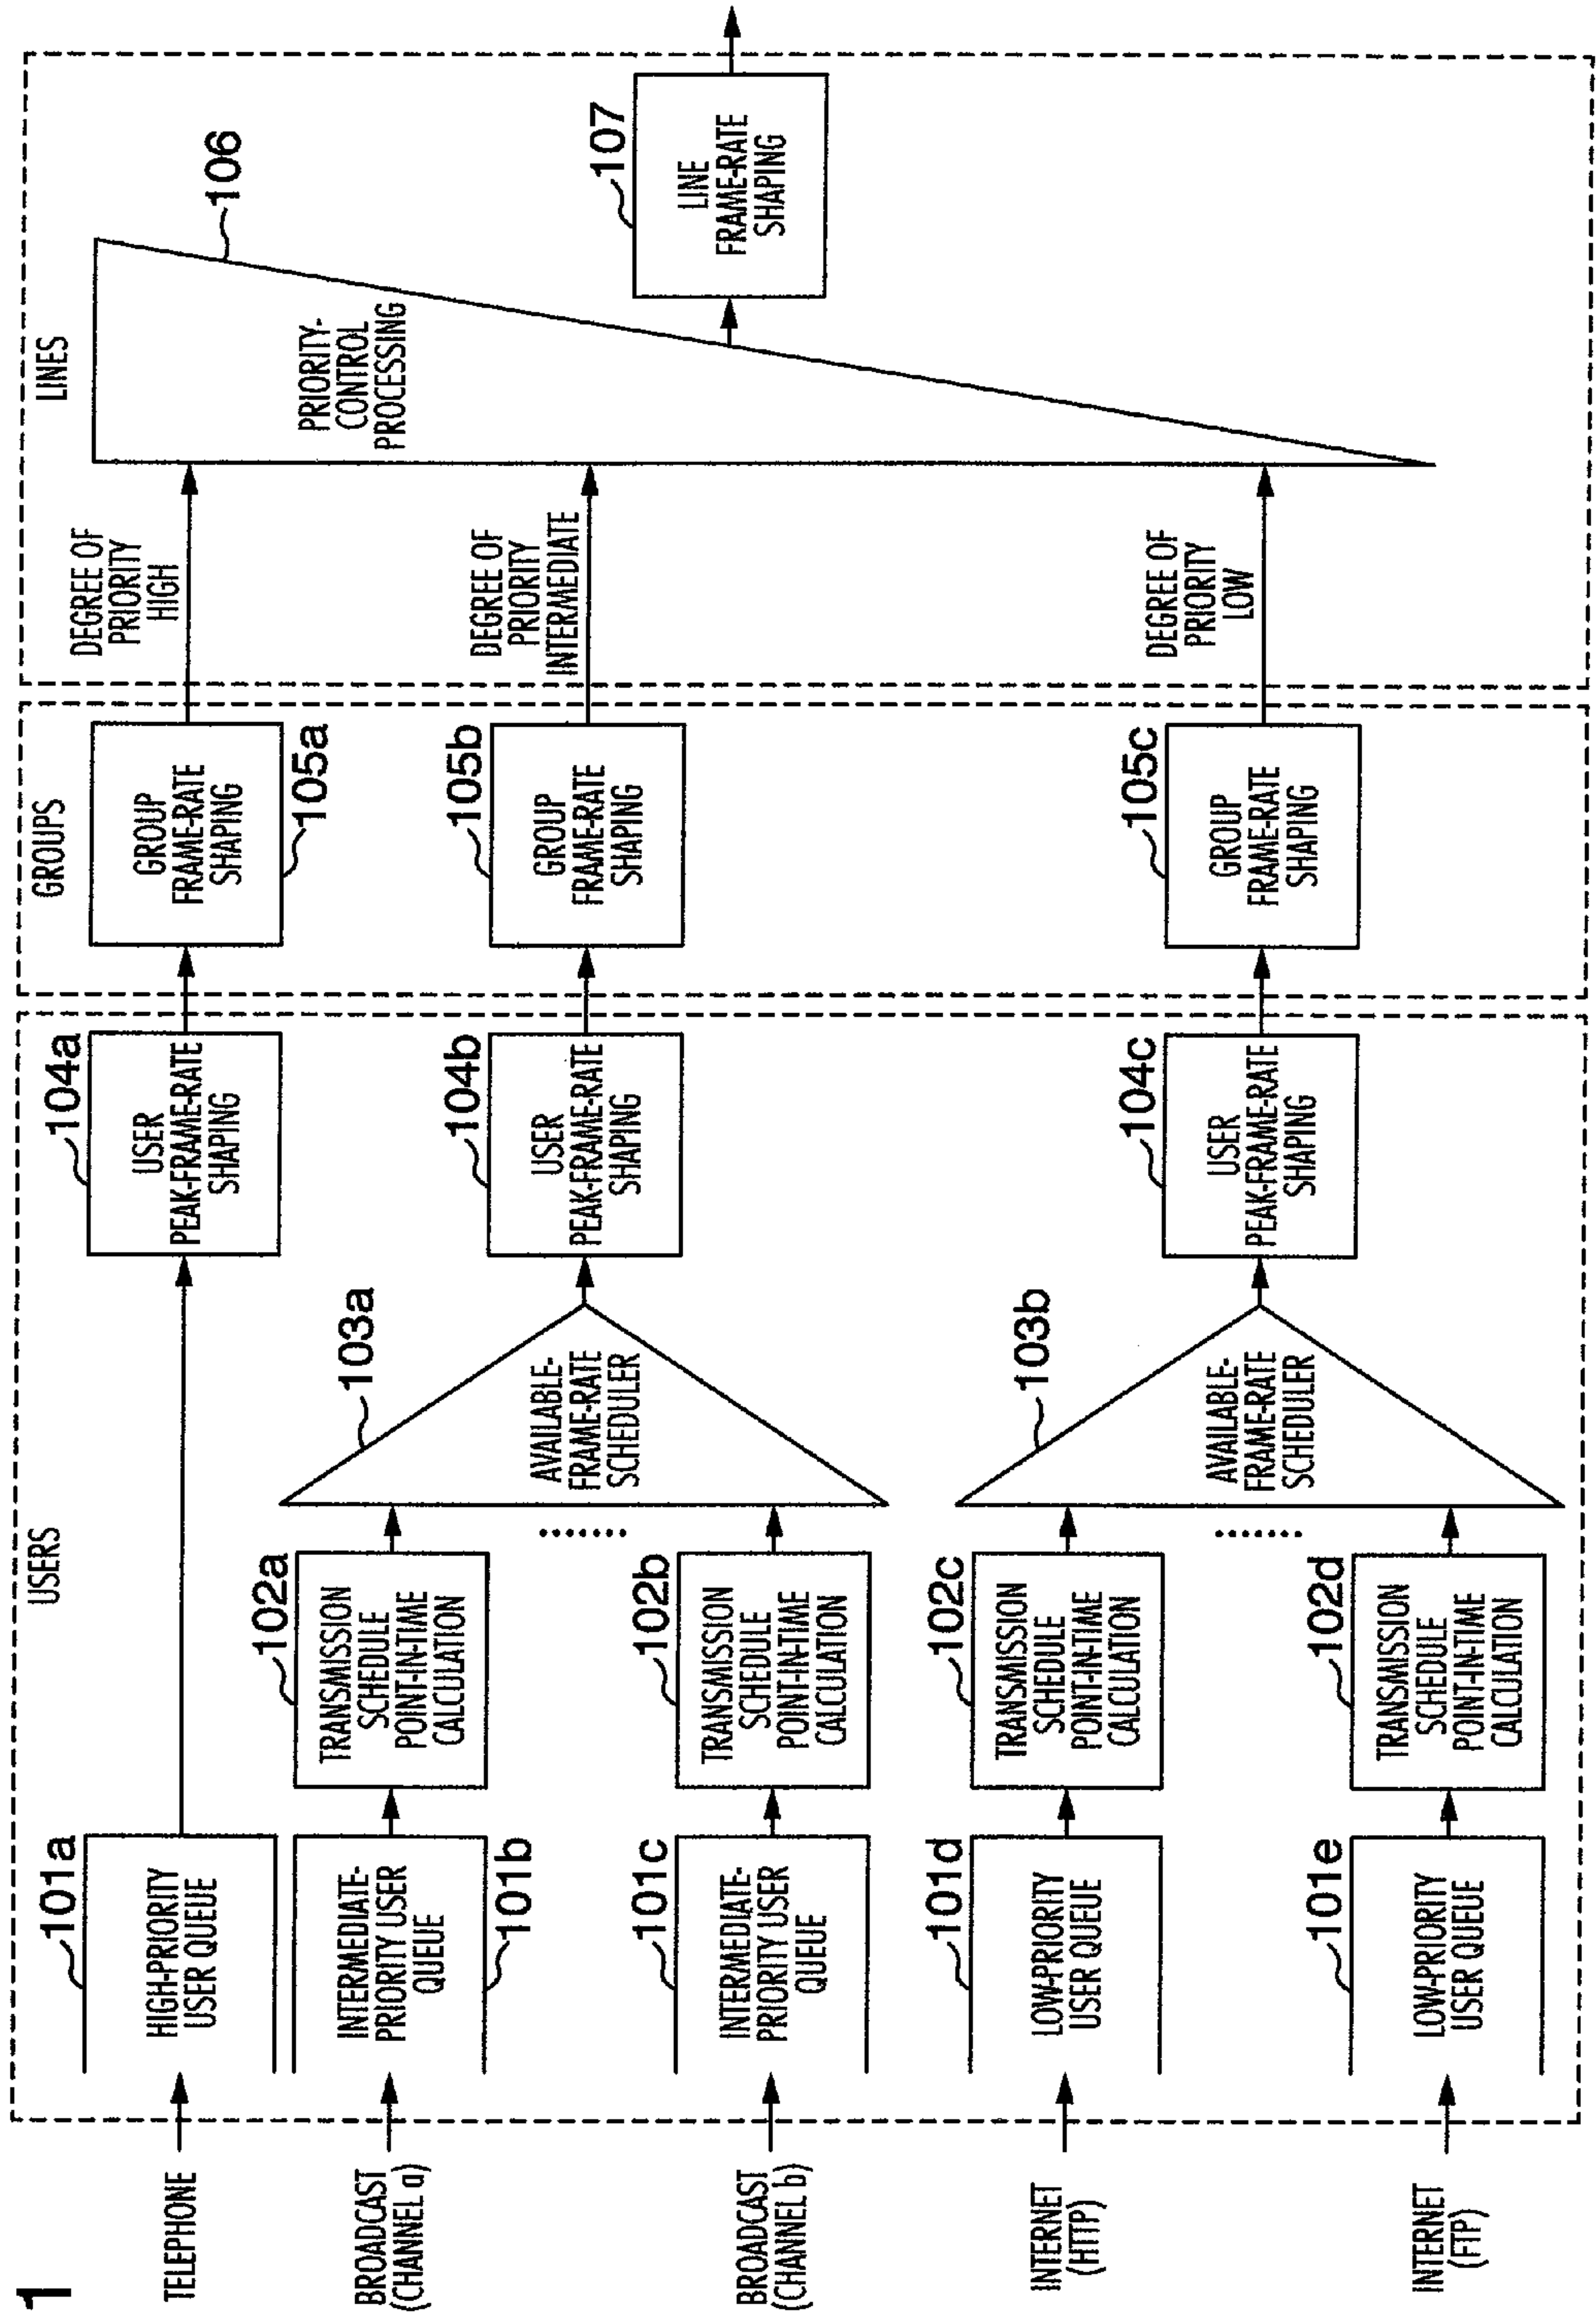 1
USERS
GROUPS
LINES
TELEPHONE
101a
HIGH-PRIORITY
USER QUEUE
104a
USER
PEAK-FRAME-RATE
SHAPING
GROUP
FRAME-RATE
SHAPING
105a
DEGREE OF
PRIORITY
HIGH
PRIORITY-
CONTROL
PROCESSING
106
BROADCAST
(CHANNEL a)
INTERMEDIATE-
PRIORITY USER
QUEUE
101b
102a
TRANSMISSION
SCHEDULE
POINT-IN-TIME
CALCULATION
103a
AVAILABLE-
FRAME-RATE
SCHEDULER
104b
USER
PEAK-FRAME-RATE
SHAPING
105b
GROUP
FRAME-RATE
SHAPING
DEGREE OF
PRIORITY
INTERMEDIATE
107
LINE
FRAME-RATE
SHAPING
BROADCAST
(CHANNEL b)
101c
INTERMEDIATE-
PRIORITY USER
QUEUE
102b
TRANSMISSION
SCHEDULE
POINT-IN-TIME
CALCULATION
INTERNET
(HTTP)
101d
LOW-PRIORITY
USER QUEUE
102c
TRANSMISSION
SCHEDULE
POINT-IN-TIME
CALCULATION
103b
AVAILABLE-
FRAME-RATE
SCHEDULER
104c
USER
PEAK-FRAME-RATE
SHAPING
105c
GROUP
FRAME-RATE
SHAPING
DEGREE OF
PRIORITY
LOW
INTERNET
(FTP)
101e
LOW-PRIORITY
USER QUEUE
102d
TRANSMISSION
SCHEDULE
POINT-IN-TIME
CALCULATION